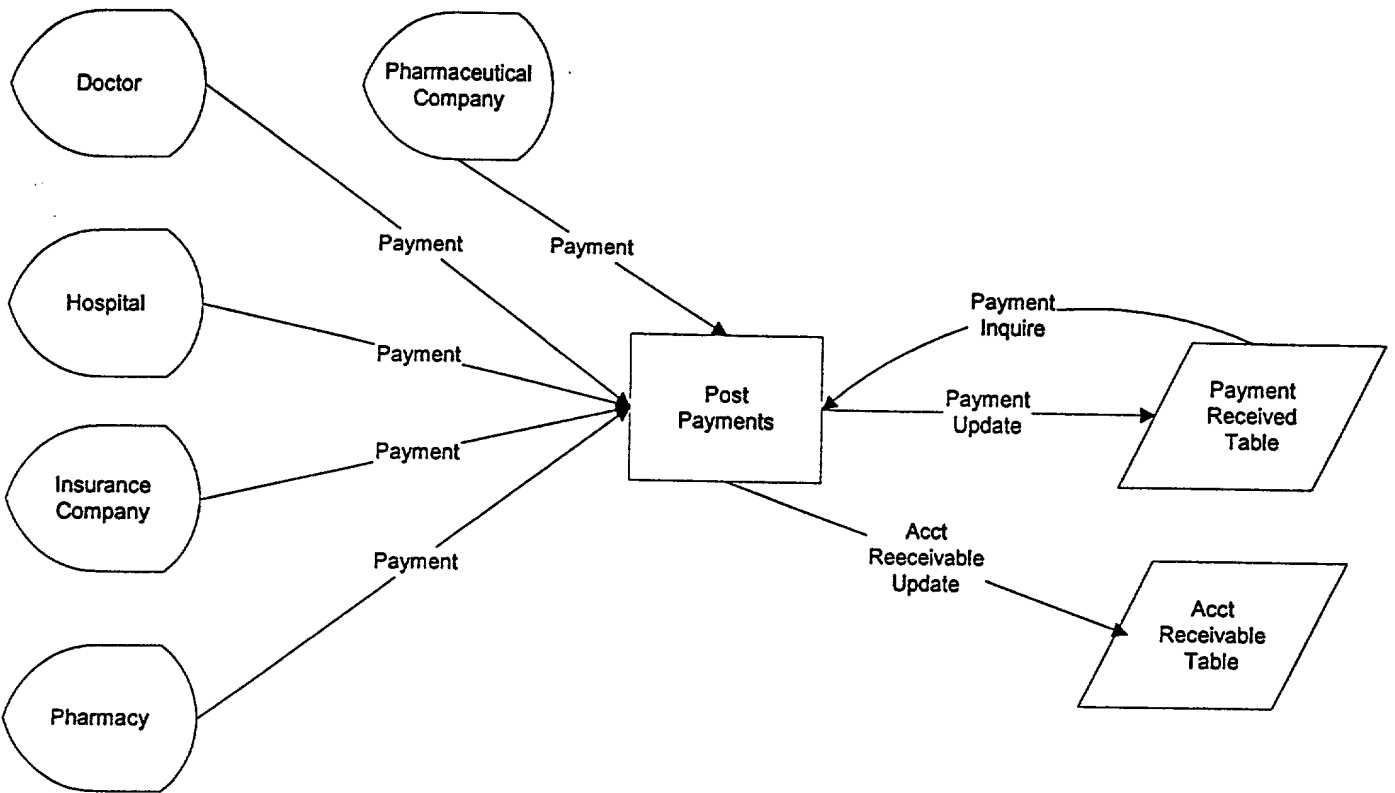 Doctor
Pharmaceutical
Company
Payment
Payment
Hospital
Payment
Inquire
Payment
Post
Payments
Payment
Update
Payment
Received
Table
Insurance
Company
Payment
Acct
Reeceivable
Update
Payment
Acct
Receivable
Table
Pharmacy